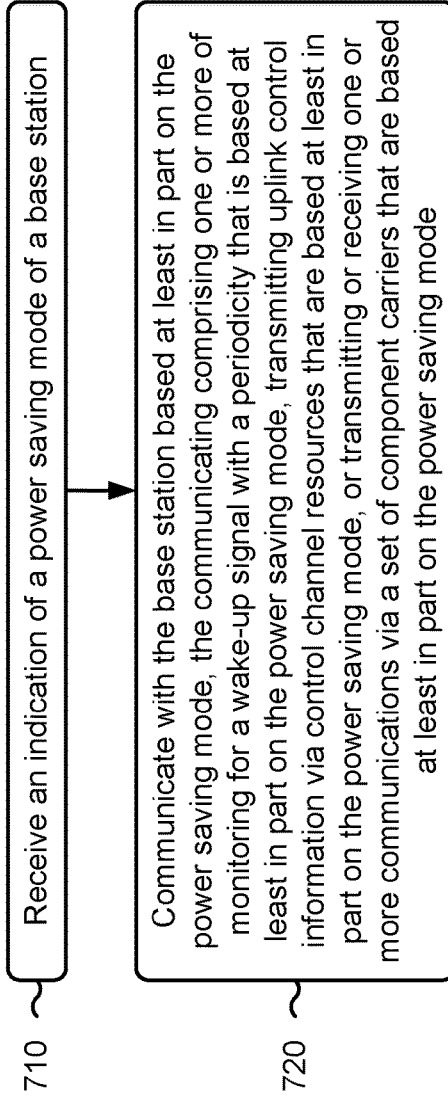 710
Receive an indication of a power saving mode of a base station
720
Communicate with the base station based at least in part on the
power saving mode, the communicating comprising one or more of
monitoring for a wake-up signal with a periodicity that is based at
least in part on the power saving mode, transmitting uplink control
information via control channel resources that are based at least in
part on the power saving mode, or transmitting or receiving one or
more communications via a set of component carriers that are based
at least in part on the power saving mode